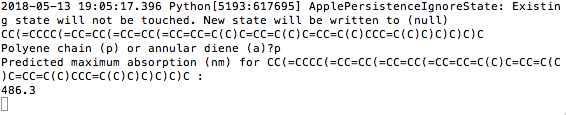 2018-05-13 19:05:17.396 Python[5193:617695] ApplePersistenceIgnoreState: Existin
g state will not be touched. New state will be written to (null)
CC(=CCCC(=CC=CC(=CC=CC(=CC=CC=C(C)C=CC=C(C)C=CC=C(C)CCC=C(C)C)C)C)C)C
Polyene chain (p) or annular diene (a)?p
Predicted maximum absorption (nm) for CC(=CCCC(=CC=CC(=CC=CC(=CC=CC=C(C)C=CC=C(C
)C=CC=C(C)CCC=C(C)C)C)C)C)C :
486.3